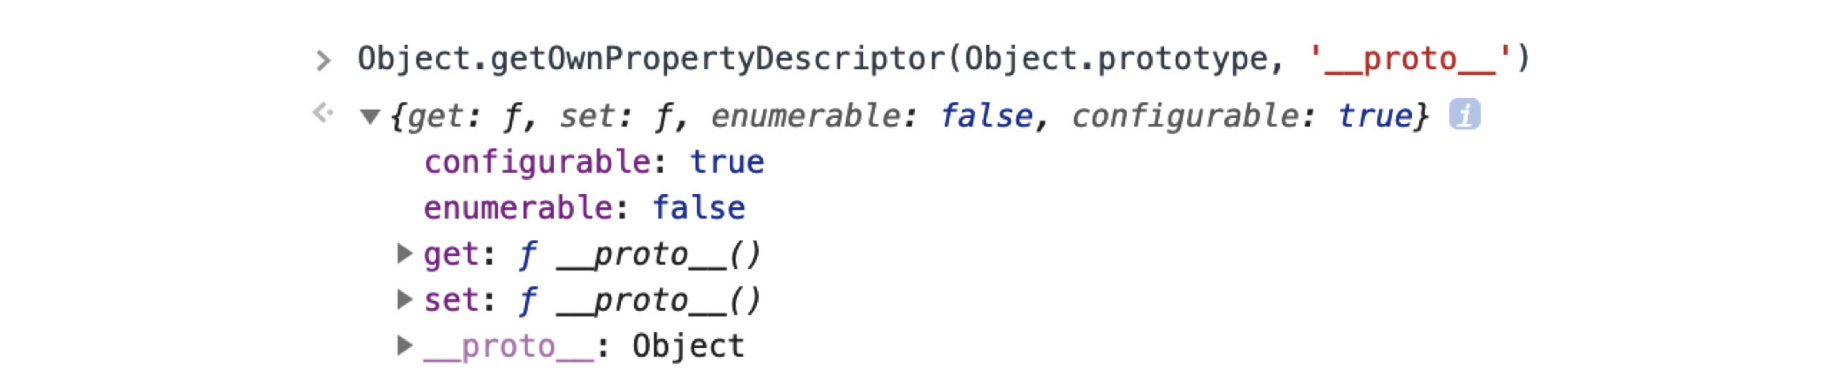 > Object.getOwnPropertyDescriptor(Object.prototype, '__proto__')
{get: ƒ, set: ƒ, enumerable: false, configurable: true} i
configurable: true
enumerable: false
get: ƒ __proto__()
set: ƒ __proto__()
__proto__: Object